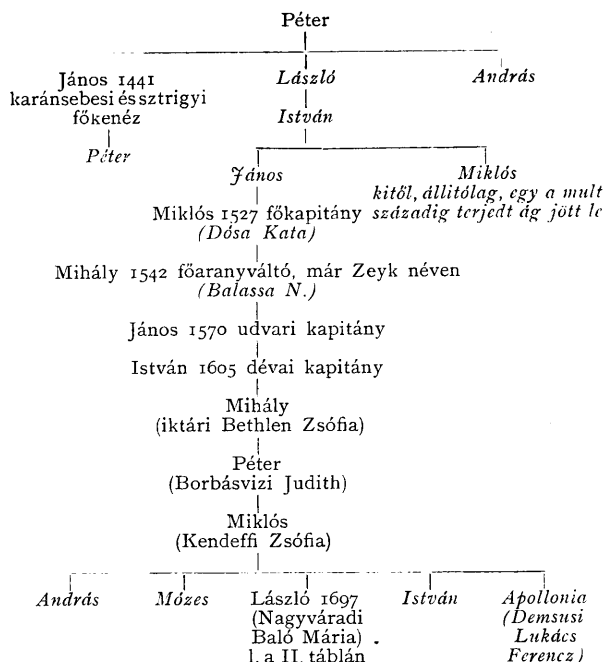 Péter
János 1441
karánsebesi és sztrigyi
főkenéz
Péter
László
István
András
János
Miklós
kitől, állitólag, egy a mult
századig terjedt ág jött le
Miklós 1527 főkapitány
(Dósa Kata)
Mihály 1542 főaranyváltó, már Zeyk néven
(Balassa N.)
János 1570 udvari kapitány
István 1605 dévai kapitány
Mihály
(iktári Bethlen Zsófia)
Péter
(Borbásvizi Judith)
Miklós
(Kendeffi Zsófia)
András
Mózes
László 1697
(Nagyváradi
Baló Mária)
l. a II. táblán
István
Apollonia
(Demsusi
Lukács
Ferencz)